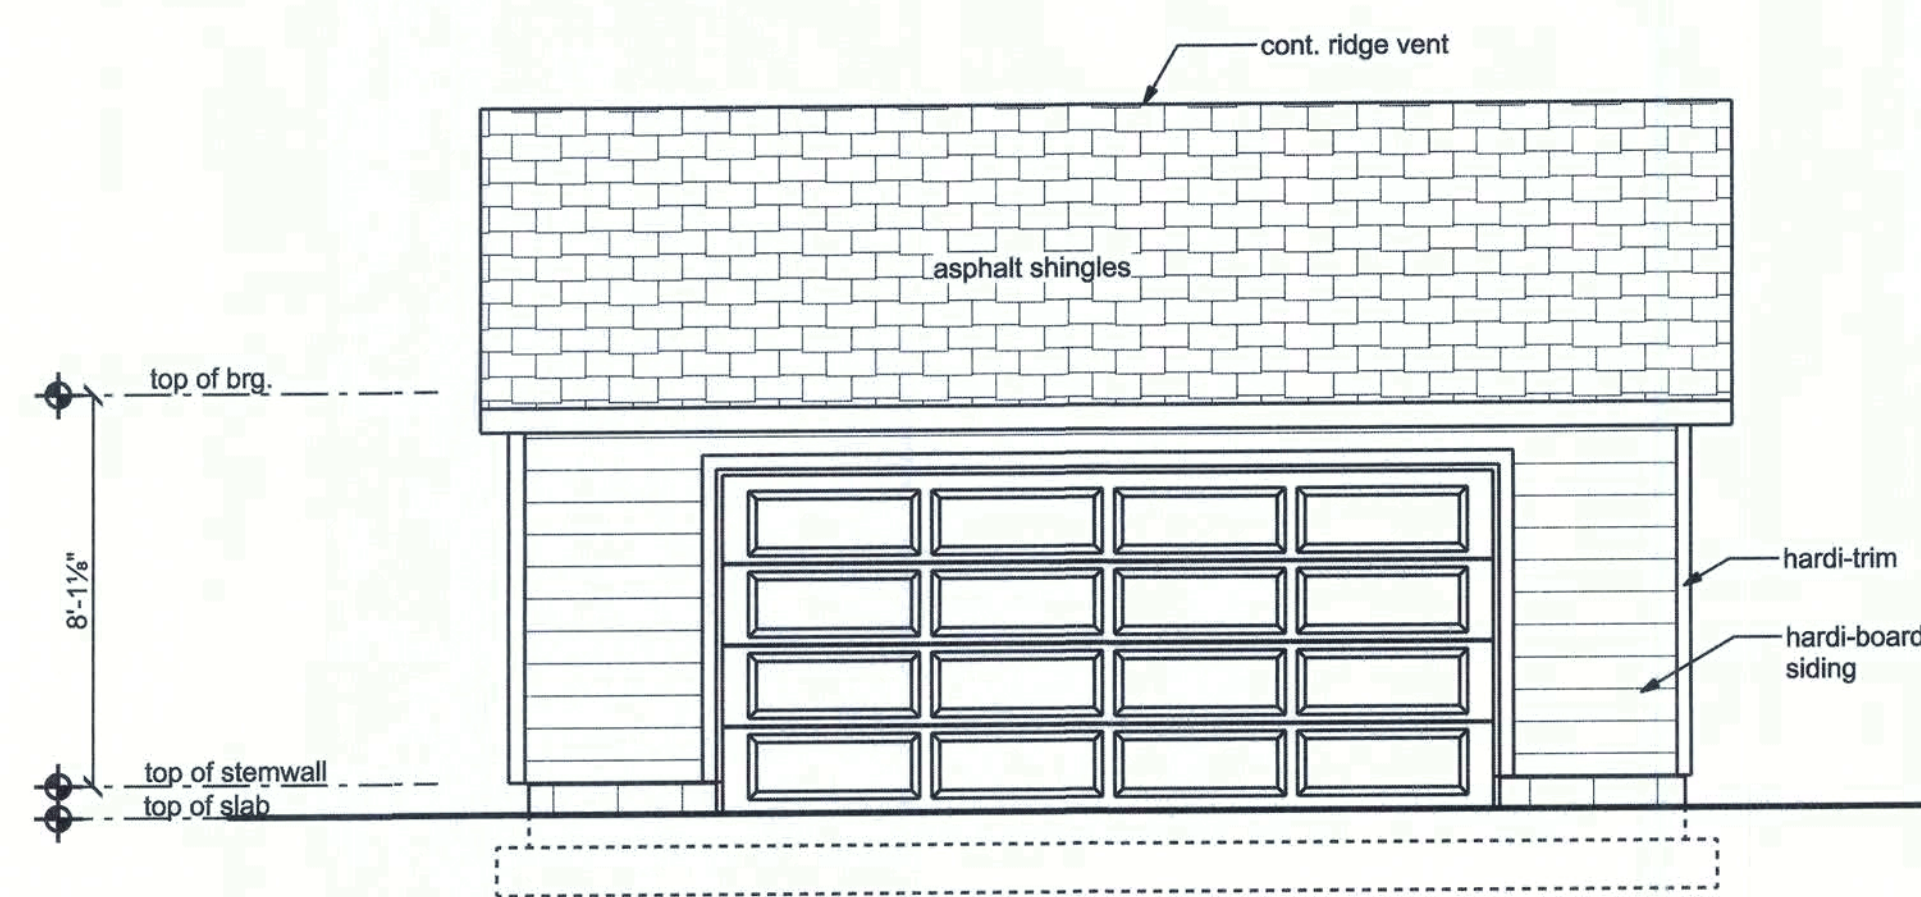 cont. ridge vent
asphalt shingles
top of brg.
8'-1⅛"
hardi-trim
hardi-board
siding
top of stemwall
top of slab